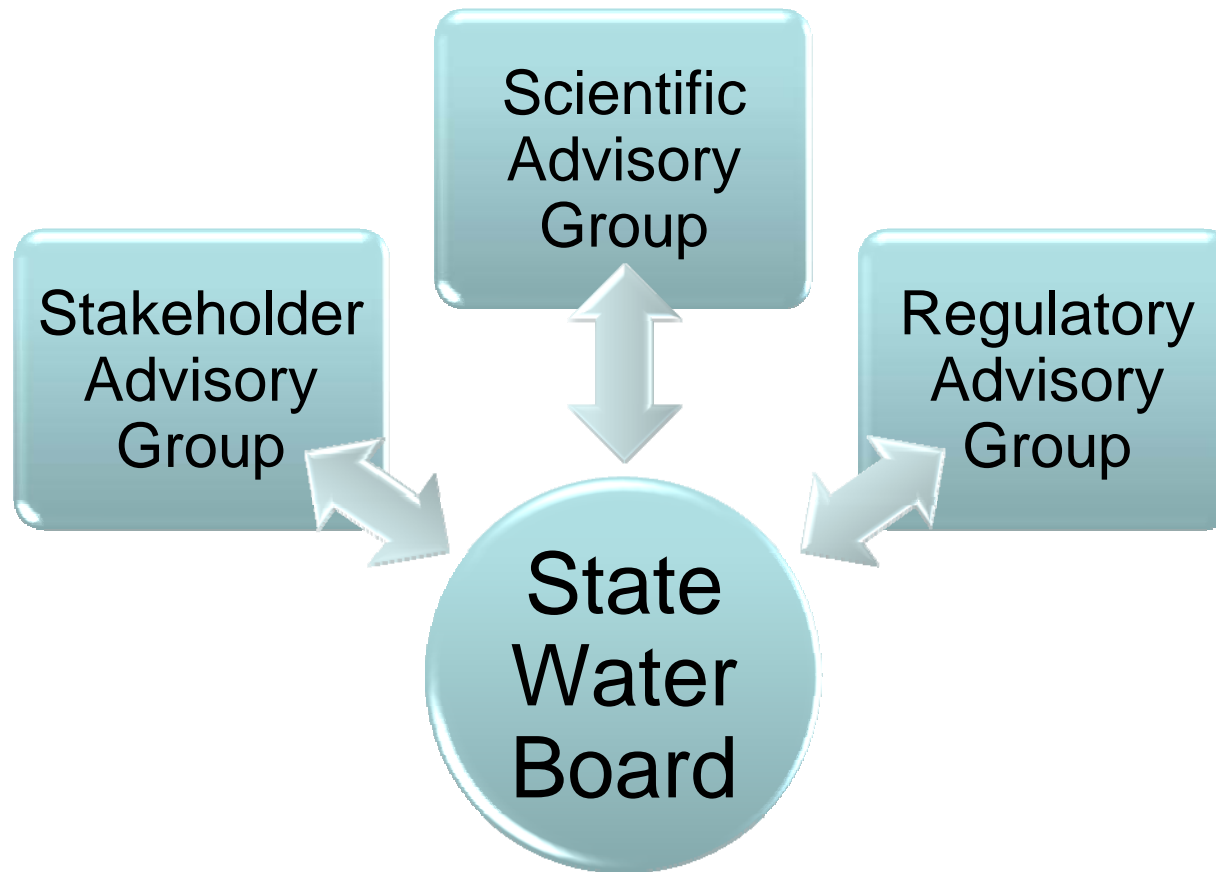 Scientific
Advisory
Group
Stakeholder
Advisory
Group
Regulatory
Advisory
Group
State
Water
Board